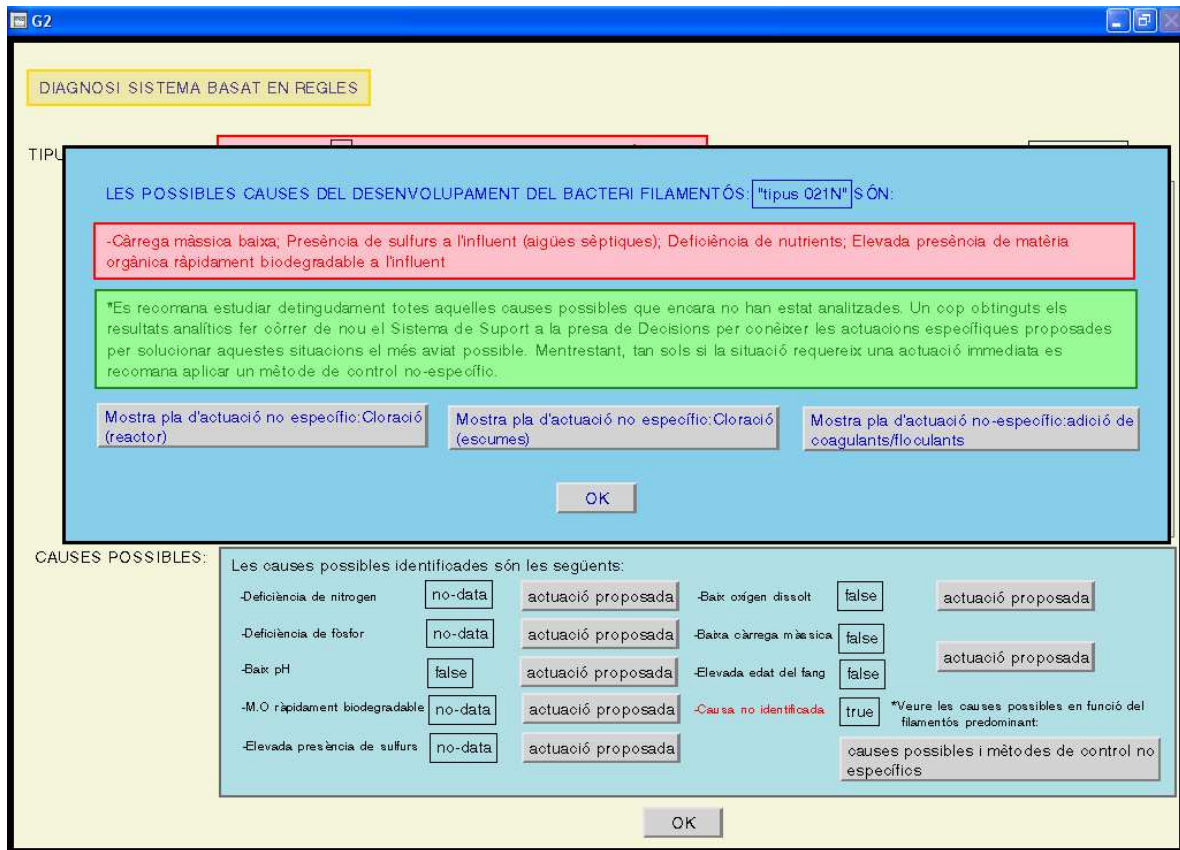 G2
DIAGNOSI SISTEMA BASAT EN REGLES
TIPU
LES POSSIBLES CAUSES DEL DESENVOLUPAMENT DEL BACTERI FILAMENTÓS: "tipus 021N" SÓN:
-Càrrega màssica baixa; Presència de sulfurs a l'influent (aigües sèptiques); Deficiència de nutrients; Elevada presència de matèria
orgànica ràpidament biodegradable a l'influent
*Es recomana estudiar detingudament totes aquelles causes possibles que encara no han estat analitzades. Un cop obtinguts els
resultats analítics fer còrrer de nou el Sistema de Suport a la presa de Decisions per conèixer les actuacions específiques proposades
per solucionar aquestes situacions el més aviat possible. Mentrestant, tan sols si la situació requereix una actuació immediata es
recomana aplicar un mètode de control no-específic.
Mostra pla d'actuació no específic:Cloració
(reactor)
Mostra pla d'actuació no específic:Cloració
(escumes)
Mostra pla d'actuació no-específic:adició de
coagulants/floculants
OK
CAUSES POSSIBLES:
Les causes possibles identificades són les següents:
-Deficiència de nitrogen no-data actuació proposada -Baix oxígen dissolt false actuació proposada
-Deficiència de fòsfor no-data actuació proposada -Baixa càrrega màssica false
actuació proposada
-Baix pH false actuació proposada -Elevada edat del fang false
-M.O ràpidament biodegradable no-data actuació proposada -Causa no identificada true *Veure les causes possibles en funció del
filamentós predominant:
-Elevada presència de sulfurs no-data actuació proposada causes possibles i mètodes de control no
específics
OK